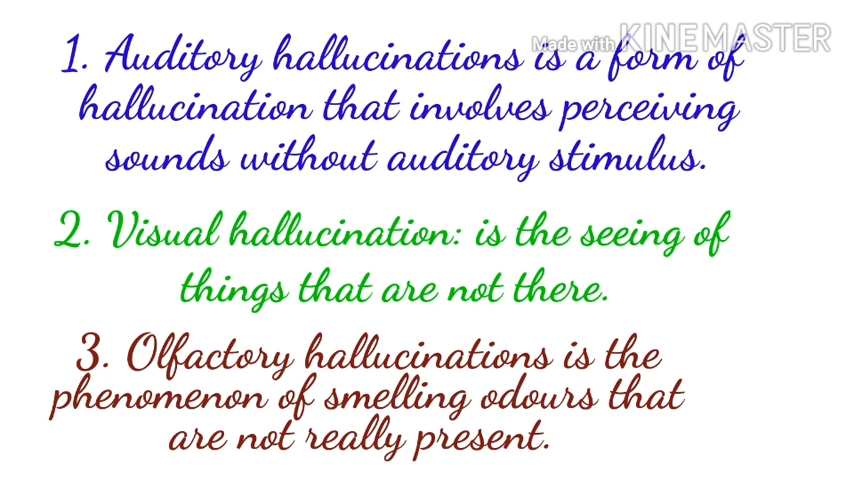 Made with KINEMASTER
1. Auditory hallucinations is a form of
hallucination that involves perceiving
sounds without auditory stimulus.
2. Visual hallucination: is the seeing of
things that are not there.
3. Olfactory hallucinations is the
phenomenon of smelling odours that
are not really present.